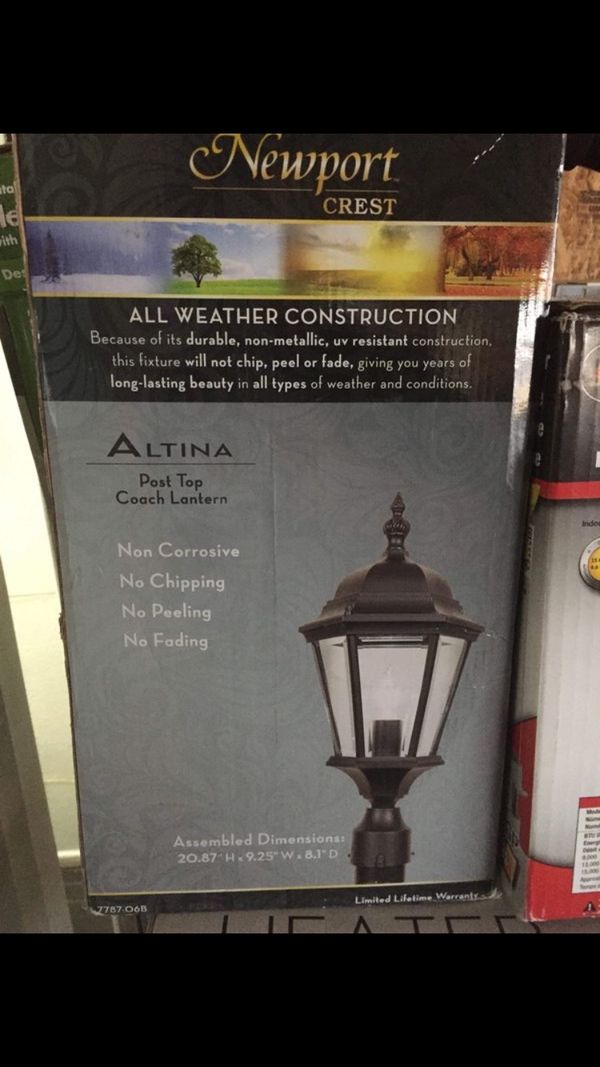 Newport
CREST
ALL WEATHER CONSTRUCTION
Because of its durable, non-metallic, uv resistant construction,
this fixture will not chip, peel or fade, giving you years of
long-lasting beauty in all types of weather and conditions.
ALTINA
Post Top
Coach Lantern
Non Corrosive
No Chipping
No Peeling
No Fading
Assembled Dimensions:
20.87" H x 9.25" W x 8.1" D
7787-06B
Limited Lifetime Warranty
HEATER